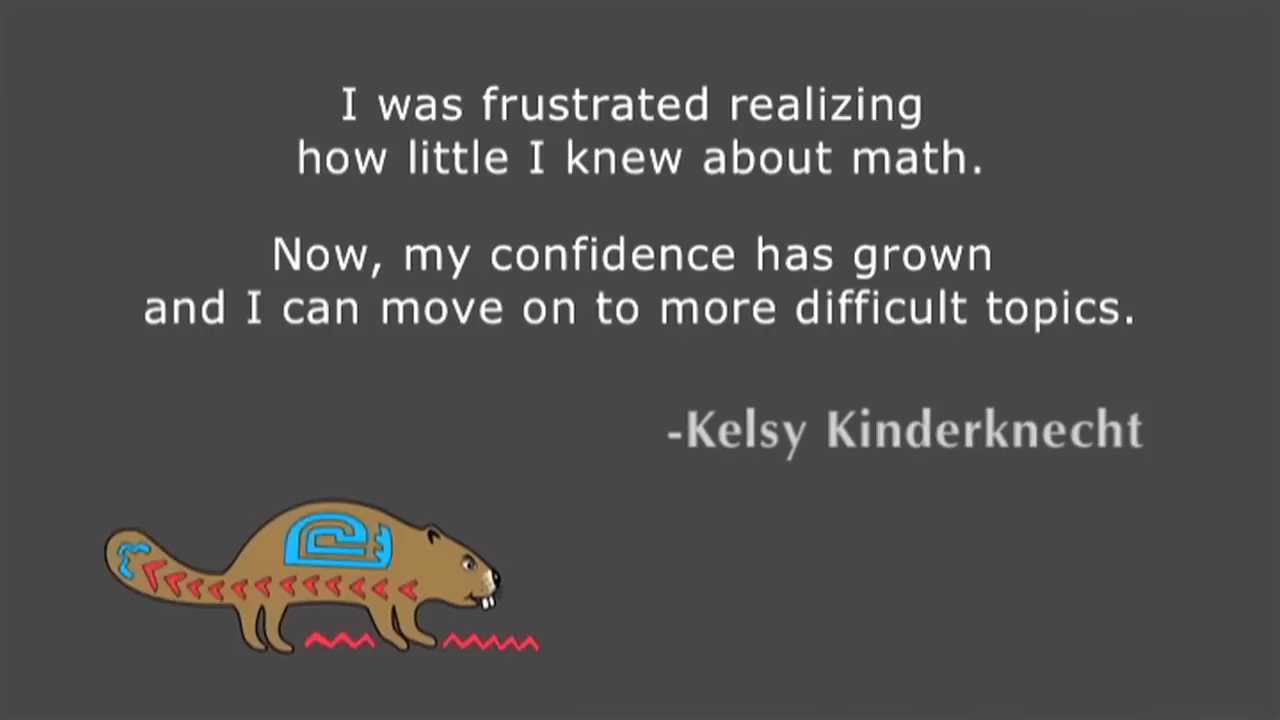 I was frustrated realizing
how little I knew about math.
Now, my confidence has grown
and I can move on to more difficult topics.
-Kelsy Kinderknecht